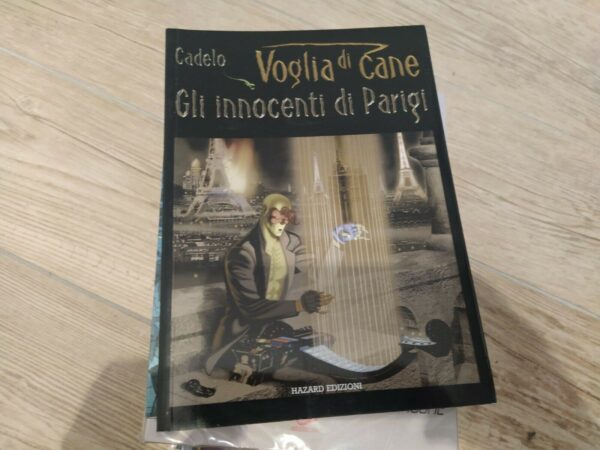 Cadelo
Voglia di Cane
Gli innocenti di Parigi
HAZARD EDIZIONI